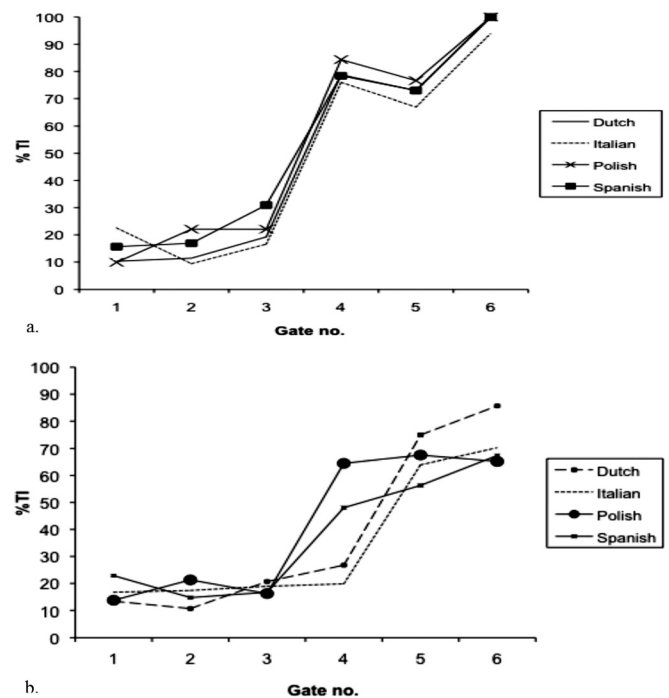 100
90
80
70
60
50
40
30
20
10
0
%TI
1 2 3 4 5 6
Gate no.
Dutch
Italian
Polish
Spanish
a.
100
90
80
70
60
50
40
30
20
10
0
%TI
1 2 3 4 5 6
Gate no.
Dutch
Italian
Polish
Spanish
b.